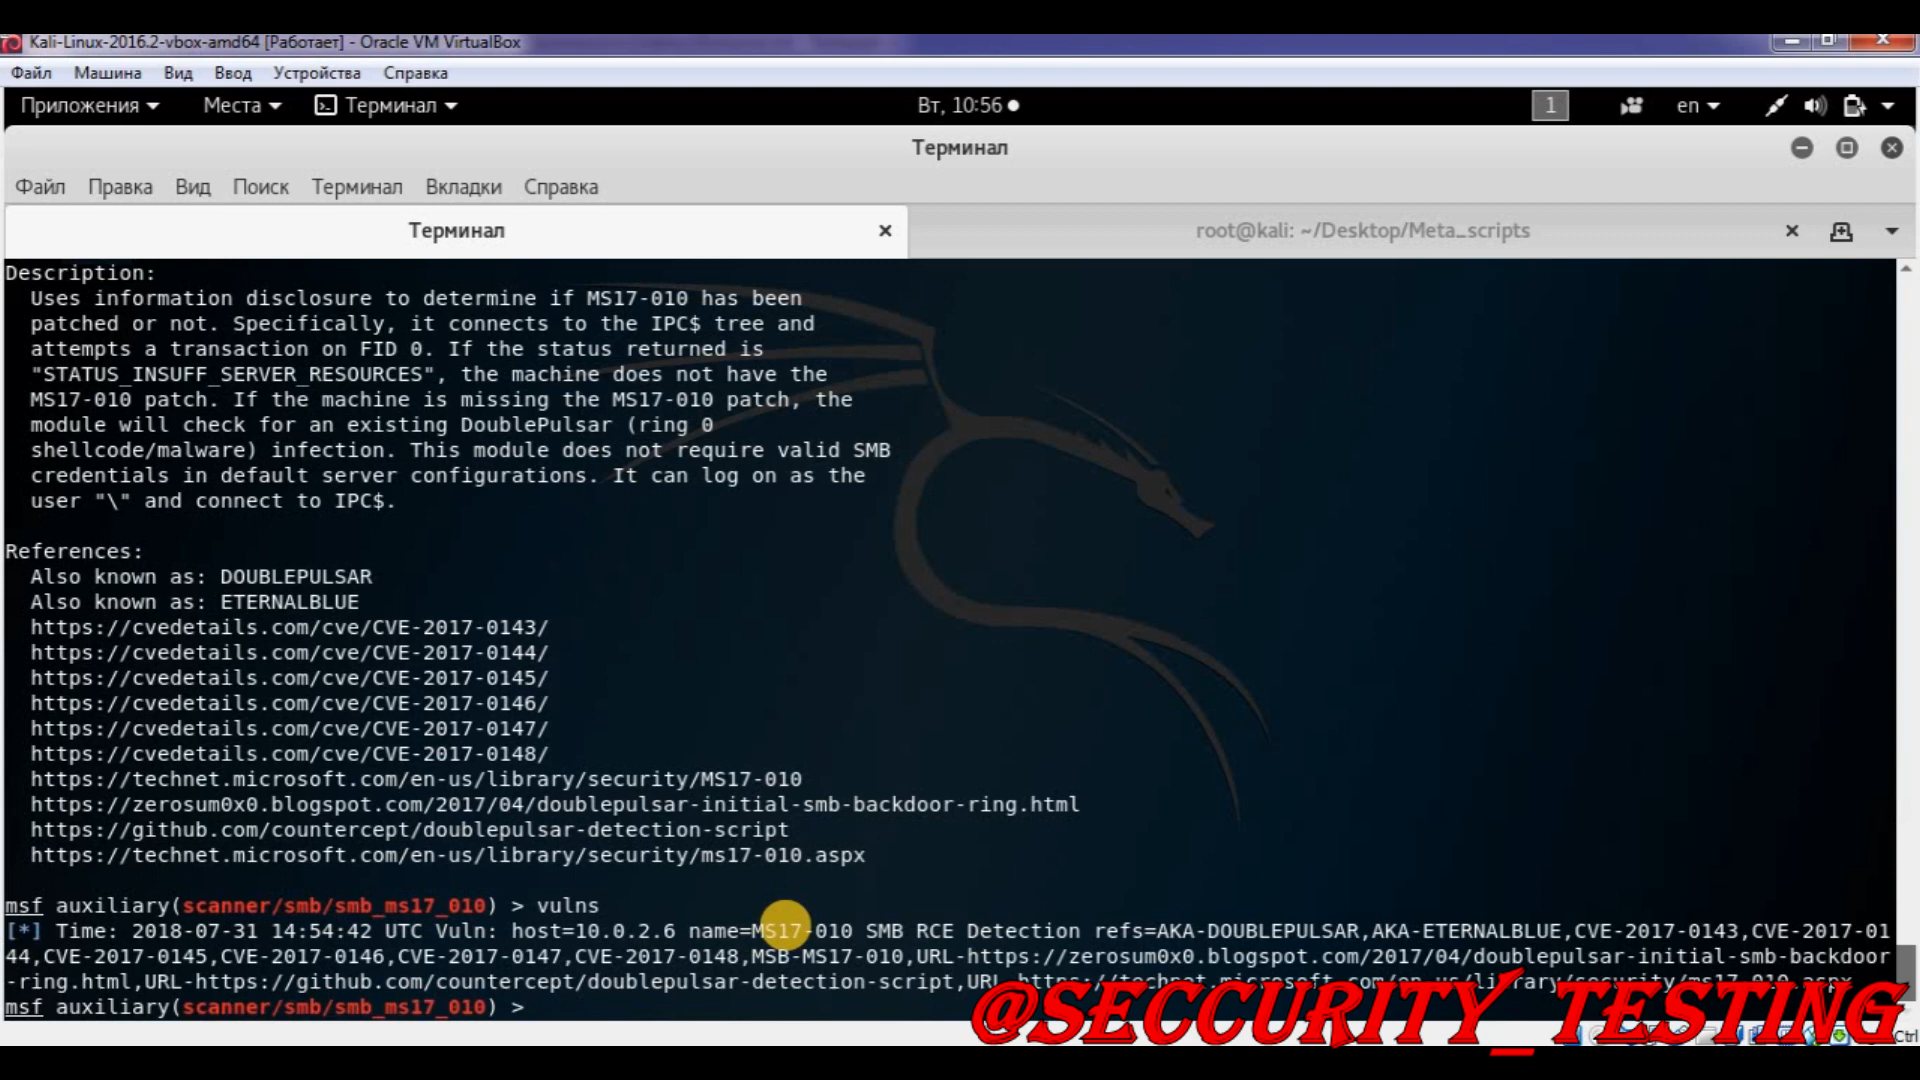 Kali-Linux-2016.2-vbox-amd64 [Работает] - Oracle VM VirtualBox
Файл Машина Вид Ввод Устройства Справка
Приложения Места Терминал Вт, 10:56 1 en
Терминал
Файл Правка Вид Поиск Терминал Вкладки Справка
Терминал root@kali: ~/Desktop/Meta_scripts
Description:
Uses information disclosure to determine if MS17-010 has been
patched or not. Specifically, it connects to the IPC$ tree and
attempts a transaction on FID 0. If the status returned is
"STATUS_INSUFF_SERVER_RESOURCES", the machine does not have the
MS17-010 patch. If the machine is missing the MS17-010 patch, the
module will check for an existing DoublePulsar (ring 0
shellcode/malware) infection. This module does not require valid SMB
credentials in default server configurations. It can log on as the
user "\" and connect to IPC$.
References:
Also known as: DOUBLEPULSAR
Also known as: ETERNALBLUE
https://cvedetails.com/cve/CVE-2017-0143/
https://cvedetails.com/cve/CVE-2017-0144/
https://cvedetails.com/cve/CVE-2017-0145/
https://cvedetails.com/cve/CVE-2017-0146/
https://cvedetails.com/cve/CVE-2017-0147/
https://cvedetails.com/cve/CVE-2017-0148/
https://technet.microsoft.com/en-us/library/security/MS17-010
https://zerosum0x0.blogspot.com/2017/04/doublepulsar-initial-smb-backdoor-ring.html
https://github.com/countercept/doublepulsar-detection-script
https://technet.microsoft.com/en-us/library/security/ms17-010.aspx
msf auxiliary(scanner/smb/smb_ms17_010) > vulns
[*] Time: 2018-07-31 14:54:42 UTC Vuln: host=10.0.2.6 name=MS17-010 SMB RCE Detection refs=AKA-DOUBLEPULSAR,AKA-ETERNALBLUE,CVE-2017-0143,CVE-2017-01
44,CVE-2017-0145,CVE-2017-0146,CVE-2017-0147,CVE-2017-0148,MSB-MS17-010,URL-https://zerosum0x0.blogspot.com/2017/04/doublepulsar-initial-smb-backdoor
-ring.html,URL-https://github.com/countercept/doublepulsar-detection-script,URL-https://technet.microsoft.com/en-us/library/security/ms17-010.aspx
msf auxiliary(scanner/smb/smb_ms17_010) >
@SECCURITY_TESTING
Ctrl